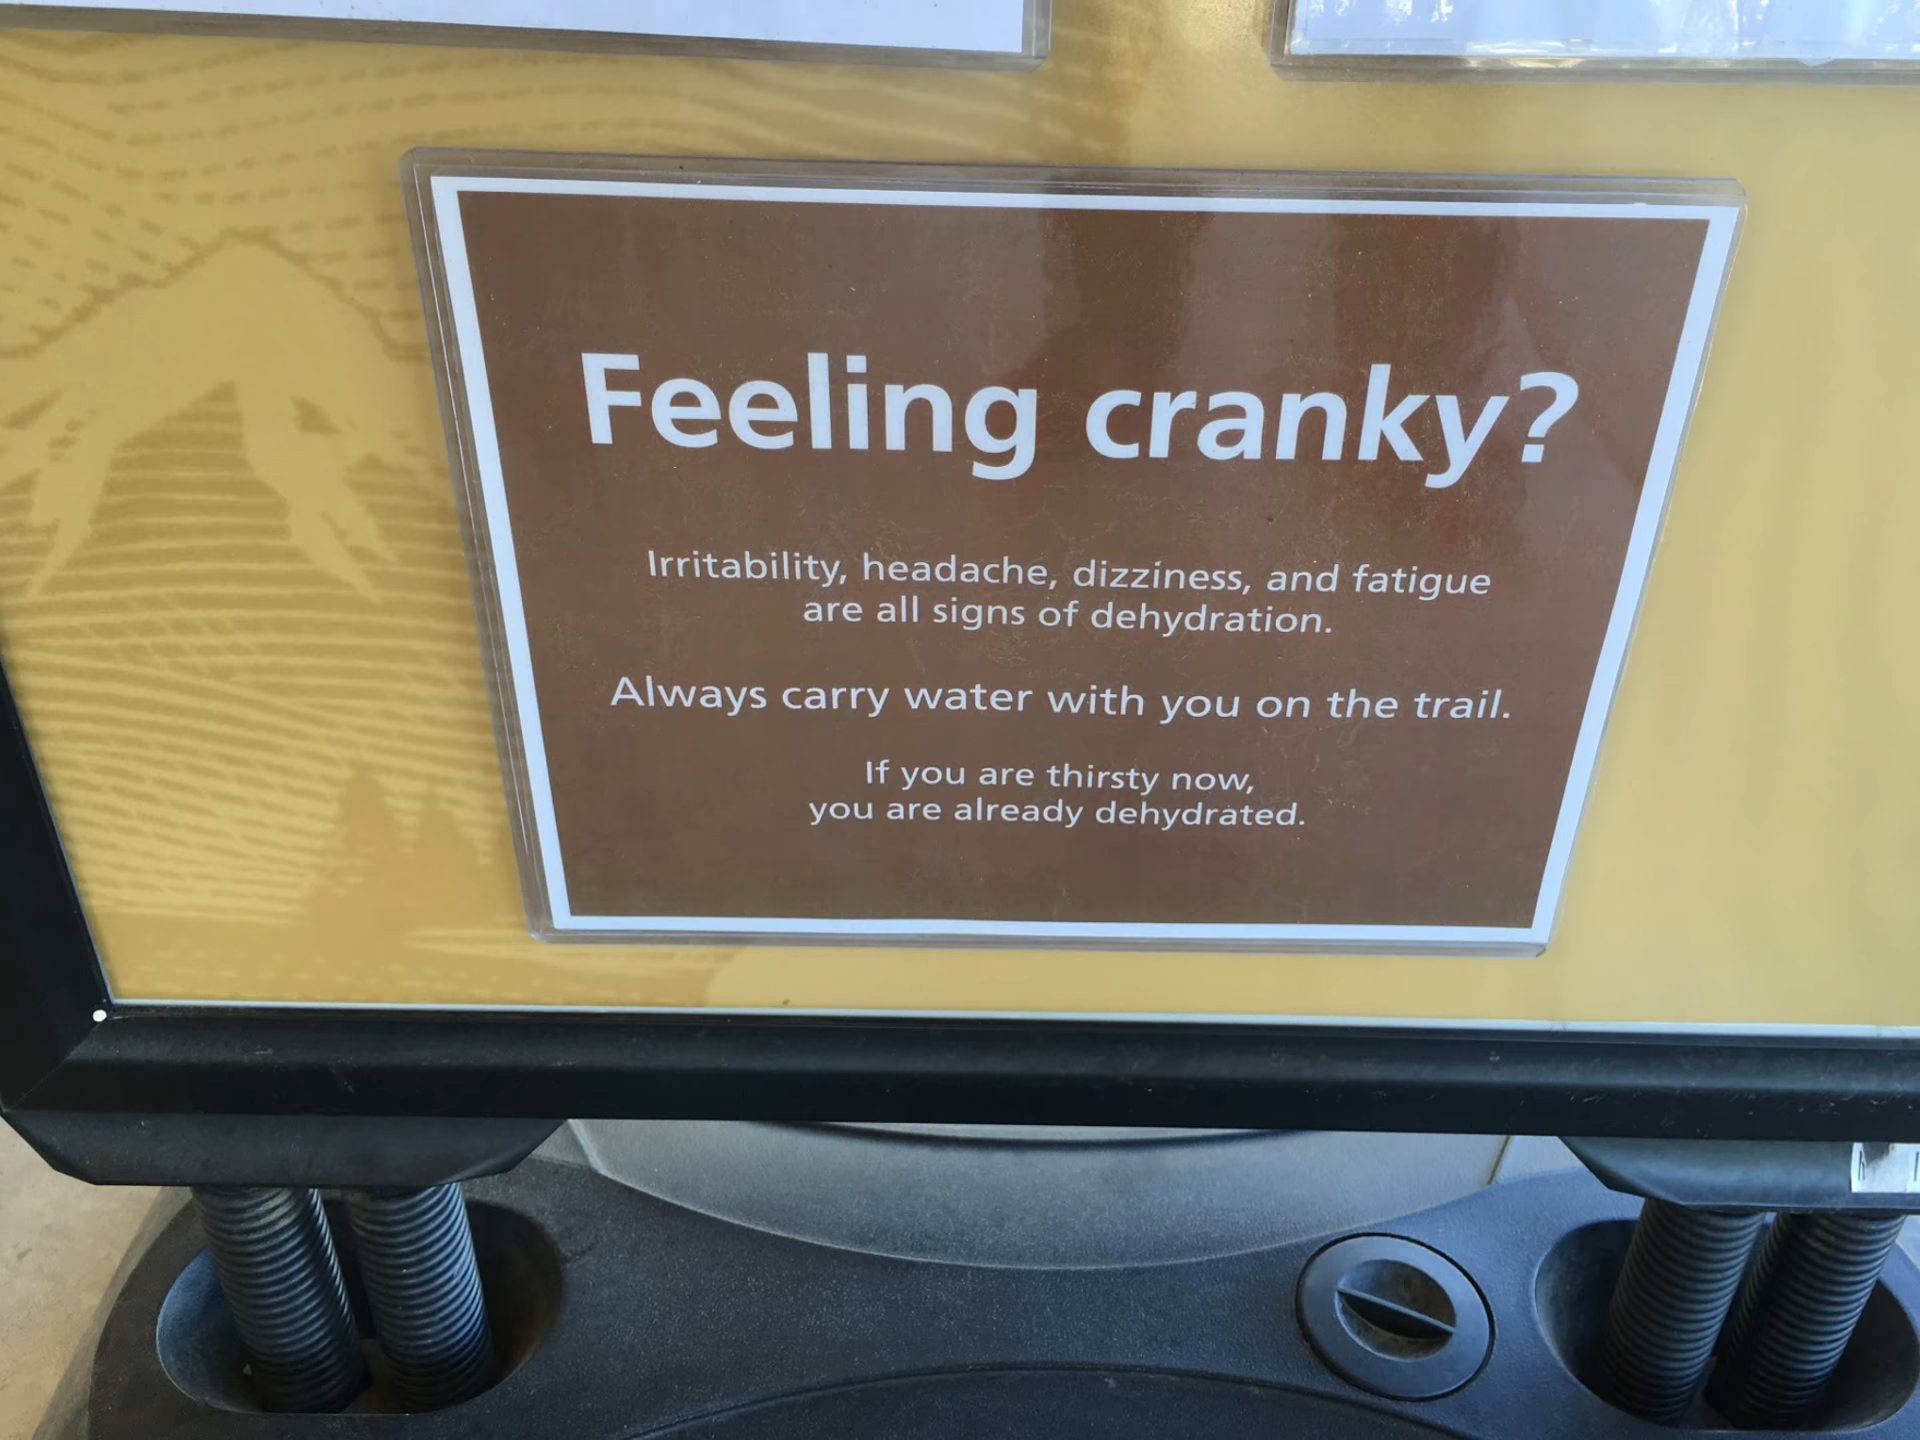 Feeling cranky?
Irritability, headache, dizziness, and fatigue
are all signs of dehydration.
Always carry water with you on the trail.
If you are thirsty now,
you are already dehydrated.